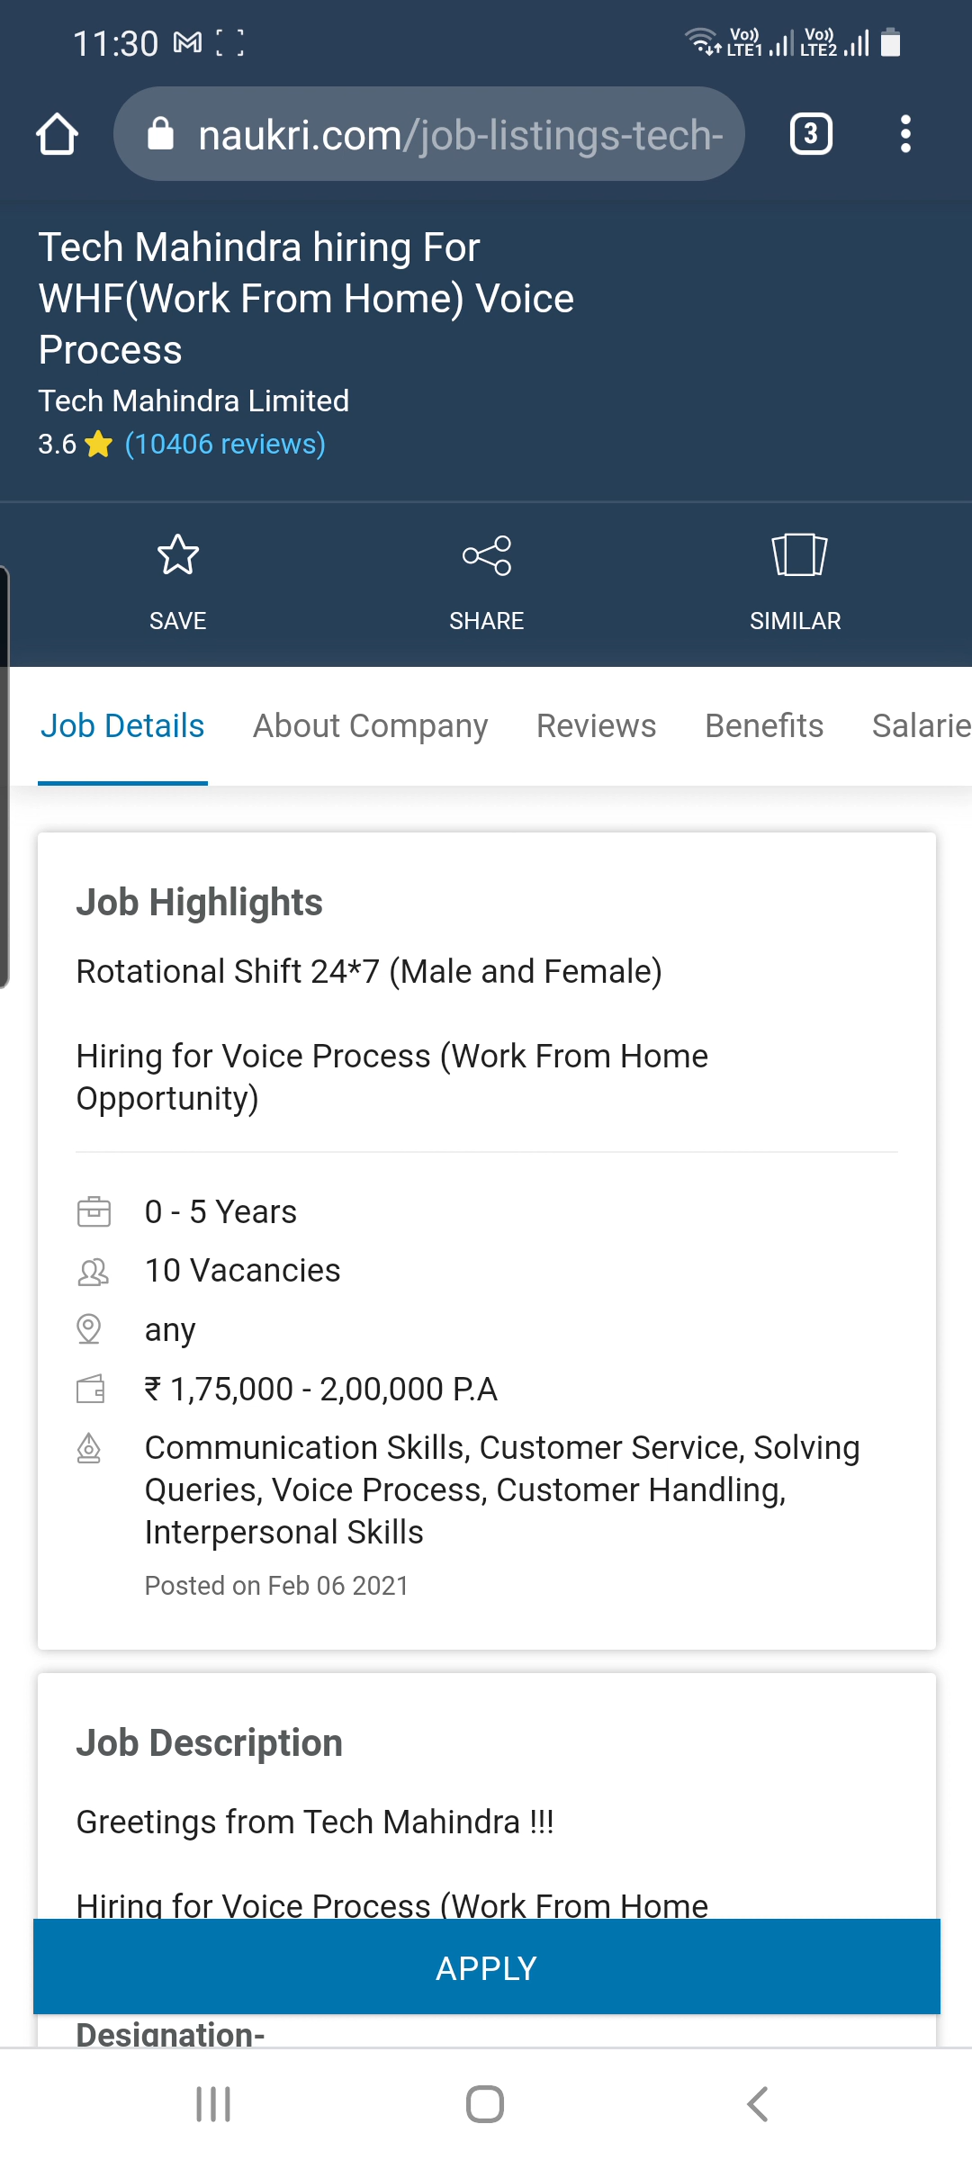 11:30
Vo)) LTE1 Vo)) LTE2
naukri.com/job-listings-tech-
3
Tech Mahindra hiring For
WHF(Work From Home) Voice
Process
Tech Mahindra Limited
3.6 (10406 reviews)
SAVE SHARE SIMILAR
Job Details About Company Reviews Benefits Salarie
Job Highlights
Rotational Shift 24*7 (Male and Female)
Hiring for Voice Process (Work From Home
Opportunity)
0 - 5 Years
10 Vacancies
any
₹ 1,75,000 - 2,00,000 P.A
Communication Skills, Customer Service, Solving
Queries, Voice Process, Customer Handling,
Interpersonal Skills
Posted on Feb 06 2021
Job Description
Greetings from Tech Mahindra !!!
Hiring for Voice Process (Work From Home
APPLY
Designation-